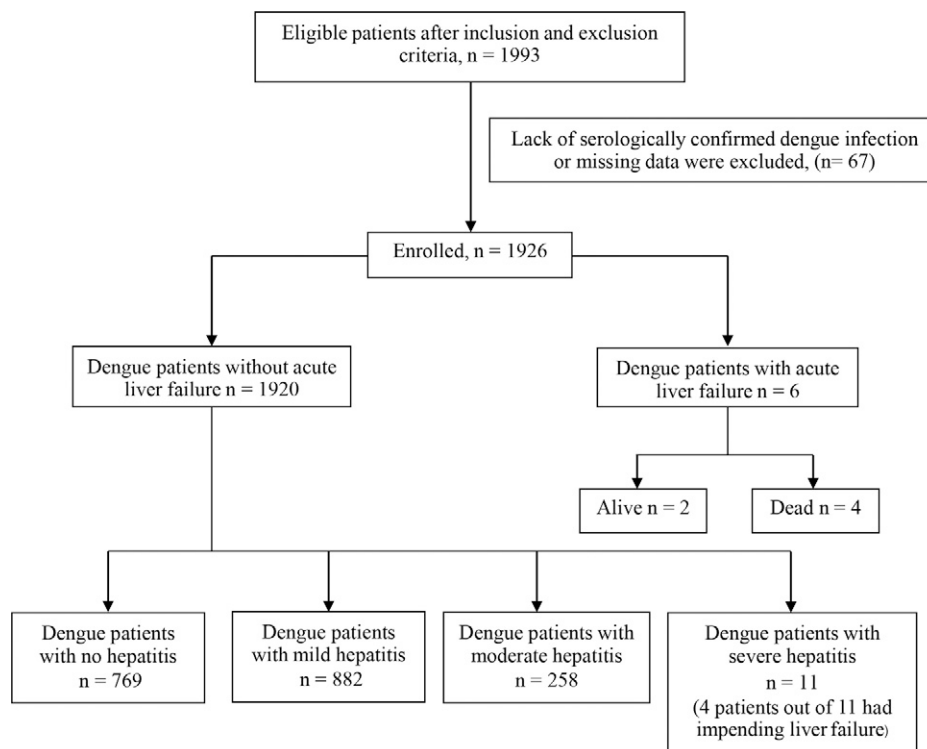 Eligible patients after inclusion and exclusion
criteria, n = 1993
Lack of serologically confirmed dengue infection
or missing data were excluded, (n= 67)
Enrolled, n = 1926
Dengue patients without acute
liver failure n = 1920
Dengue patients with acute
liver failure n = 6
Alive n = 2
Dead n = 4
Dengue patients
with no hepatitis
n = 769
Dengue patients
with mild hepatitis
n = 882
Dengue patients with
moderate hepatitis
n = 258
Dengue patients with
severe hepatitis
n = 11
(4 patients out of 11 had
impending liver failure)